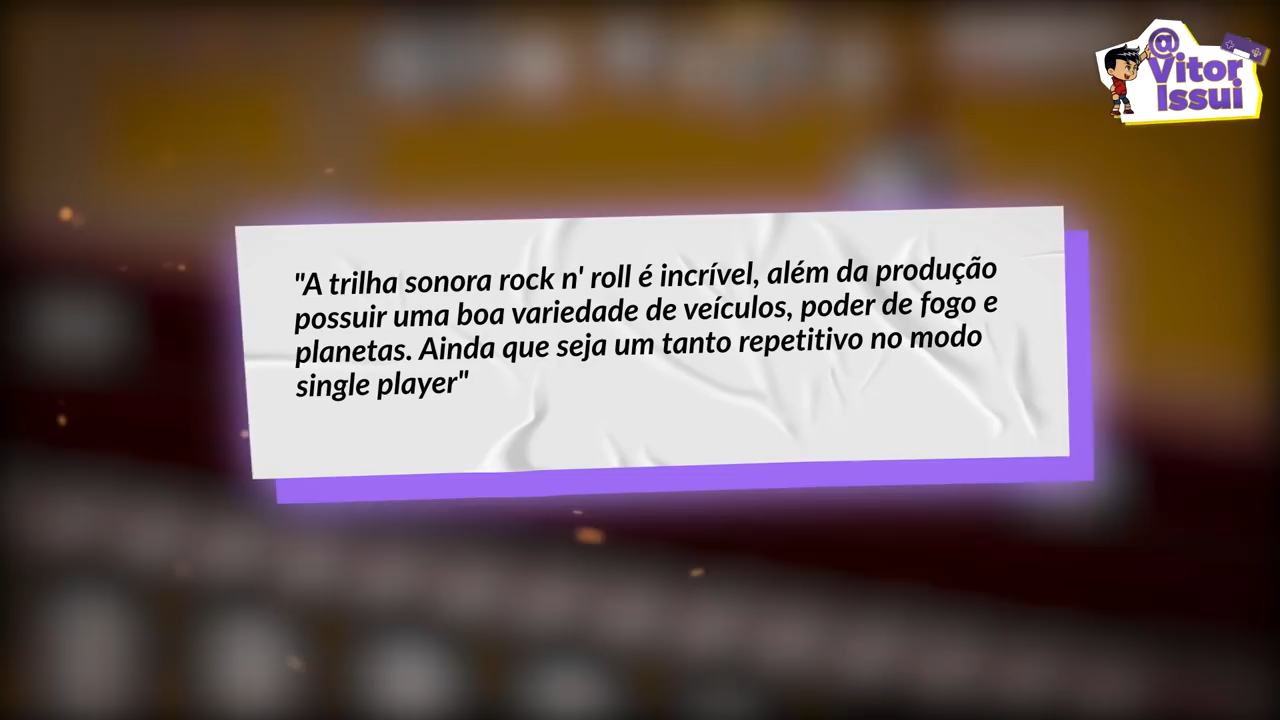 @
Vitor
Issui
"A trilha sonora rock n' roll é incrível, além da produção
possuir uma boa variedade de veículos, poder de fogo e
planetas. Ainda que seja um tanto repetitivo no modo
single player"